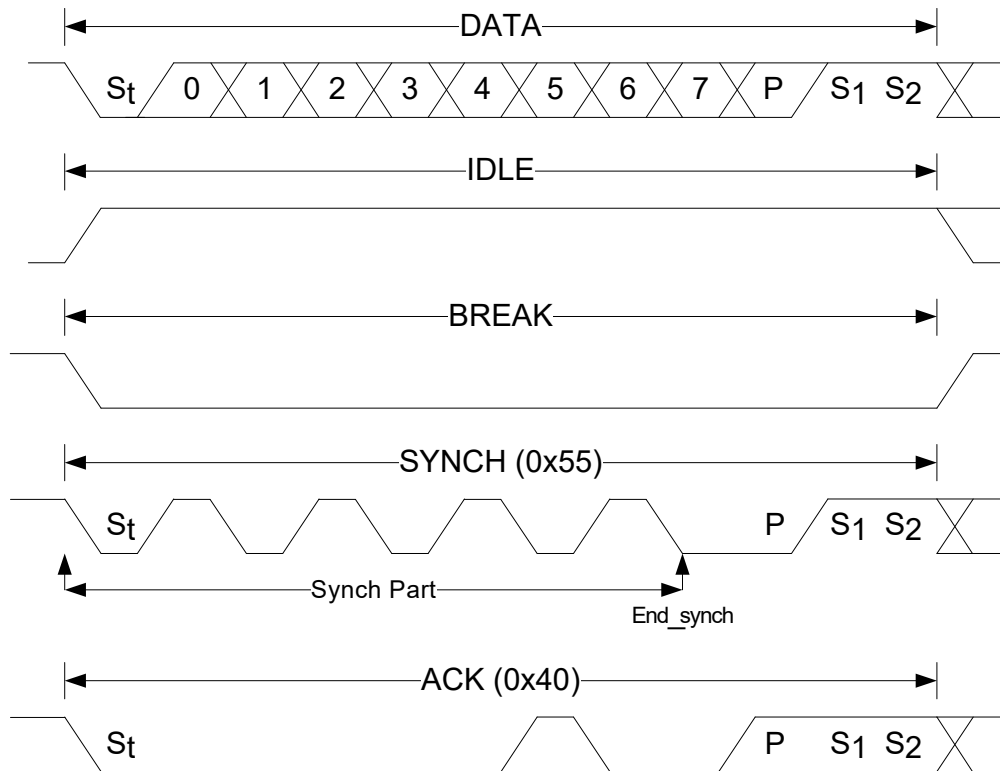 DATA
St 0 1 2 3 4 5 6 7 P S1 S2
IDLE
BREAK
SYNCH (0x55)
St P S1 S2
Synch Part
End_synch
ACK (0x40)
St P S1 S2